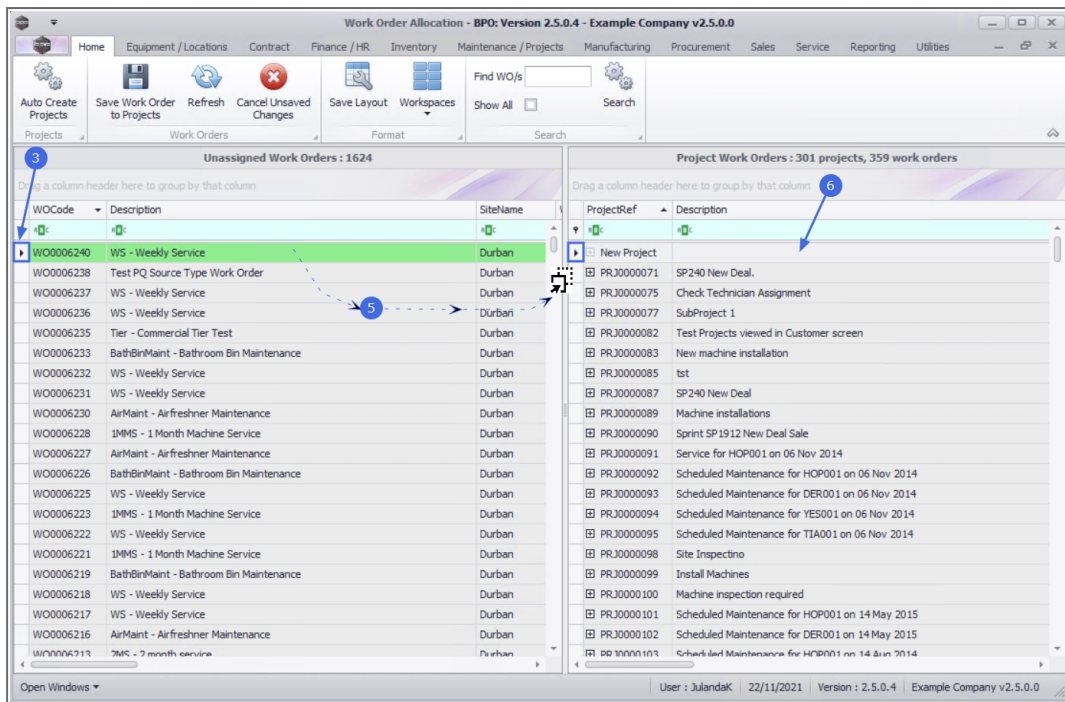 Work Order Allocation - BPO: Version 2.5.0.4 - Example Company v2.5.0.0
Home Equipment / Locations Contract Finance / HR Inventory Maintenance / Projects Manufacturing Procurement Sales Service Reporting Utilities
Auto Create Projects
Save Work Order to Projects
Refresh
Cancel Unsaved Changes
Save Layout
Workspaces
Find WO/s
Show All
Search
Projects Work Orders Format Search
3
Unassigned Work Orders : 1624
Drag a column header here to group by that column
WOCode Description SiteName
WO0006240 WS - Weekly Service Durban
WO0006238 Test PQ Source Type Work Order Durban
WO0006237 WS - Weekly Service Durban
WO0006236 WS - Weekly Service Durban
5
WO0006235 Tier - Commercial Tier Test Durban
WO0006233 BathBinMaint - Bathroom Bin Maintenance Durban
WO0006232 WS - Weekly Service Durban
WO0006231 WS - Weekly Service Durban
WO0006230 AirMaint - Airfreshner Maintenance Durban
WO0006228 1MMS - 1 Month Machine Service Durban
WO0006227 AirMaint - Airfreshner Maintenance Durban
WO0006226 BathBinMaint - Bathroom Bin Maintenance Durban
WO0006225 WS - Weekly Service Durban
WO0006223 1MMS - 1 Month Machine Service Durban
WO0006222 WS - Weekly Service Durban
WO0006221 1MMS - 1 Month Machine Service Durban
WO0006219 BathBinMaint - Bathroom Bin Maintenance Durban
WO0006218 WS - Weekly Service Durban
WO0006217 WS - Weekly Service Durban
WO0006216 AirMaint - Airfreshner Maintenance Durban
WO0006213 2MS - 2 month service Durban
Project Work Orders : 301 projects, 359 work orders
Drag a column header here to group by that column
6
ProjectRef Description
New Project
PRJ0000071 SP240 New Deal.
PRJ0000075 Check Technician Assignment
PRJ0000077 SubProject 1
PRJ0000082 Test Projects viewed in Customer screen
PRJ0000083 New machine installation
PRJ0000085 tst
PRJ0000087 SP240 New Deal
PRJ0000089 Machine installations
PRJ0000090 Sprint SP1912 New Deal Sale
PRJ0000091 Service for HOP001 on 06 Nov 2014
PRJ0000092 Scheduled Maintenance for HOP001 on 06 Nov 2014
PRJ0000093 Scheduled Maintenance for DER001 on 06 Nov 2014
PRJ0000094 Scheduled Maintenance for YES001 on 06 Nov 2014
PRJ0000095 Scheduled Maintenance for TIA001 on 06 Nov 2014
PRJ0000098 Site Inspectino
PRJ0000099 Install Machines
PRJ0000100 Machine inspection required
PRJ0000101 Scheduled Maintenance for HOP001 on 14 May 2015
PRJ0000102 Scheduled Maintenance for DER001 on 14 May 2015
PRJ0000103 Scheduled Maintenance for HOP001 on 14 Aug 2014
Open Windows
User : JulandaK 22/11/2021 Version : 2.5.0.4 Example Company v2.5.0.0